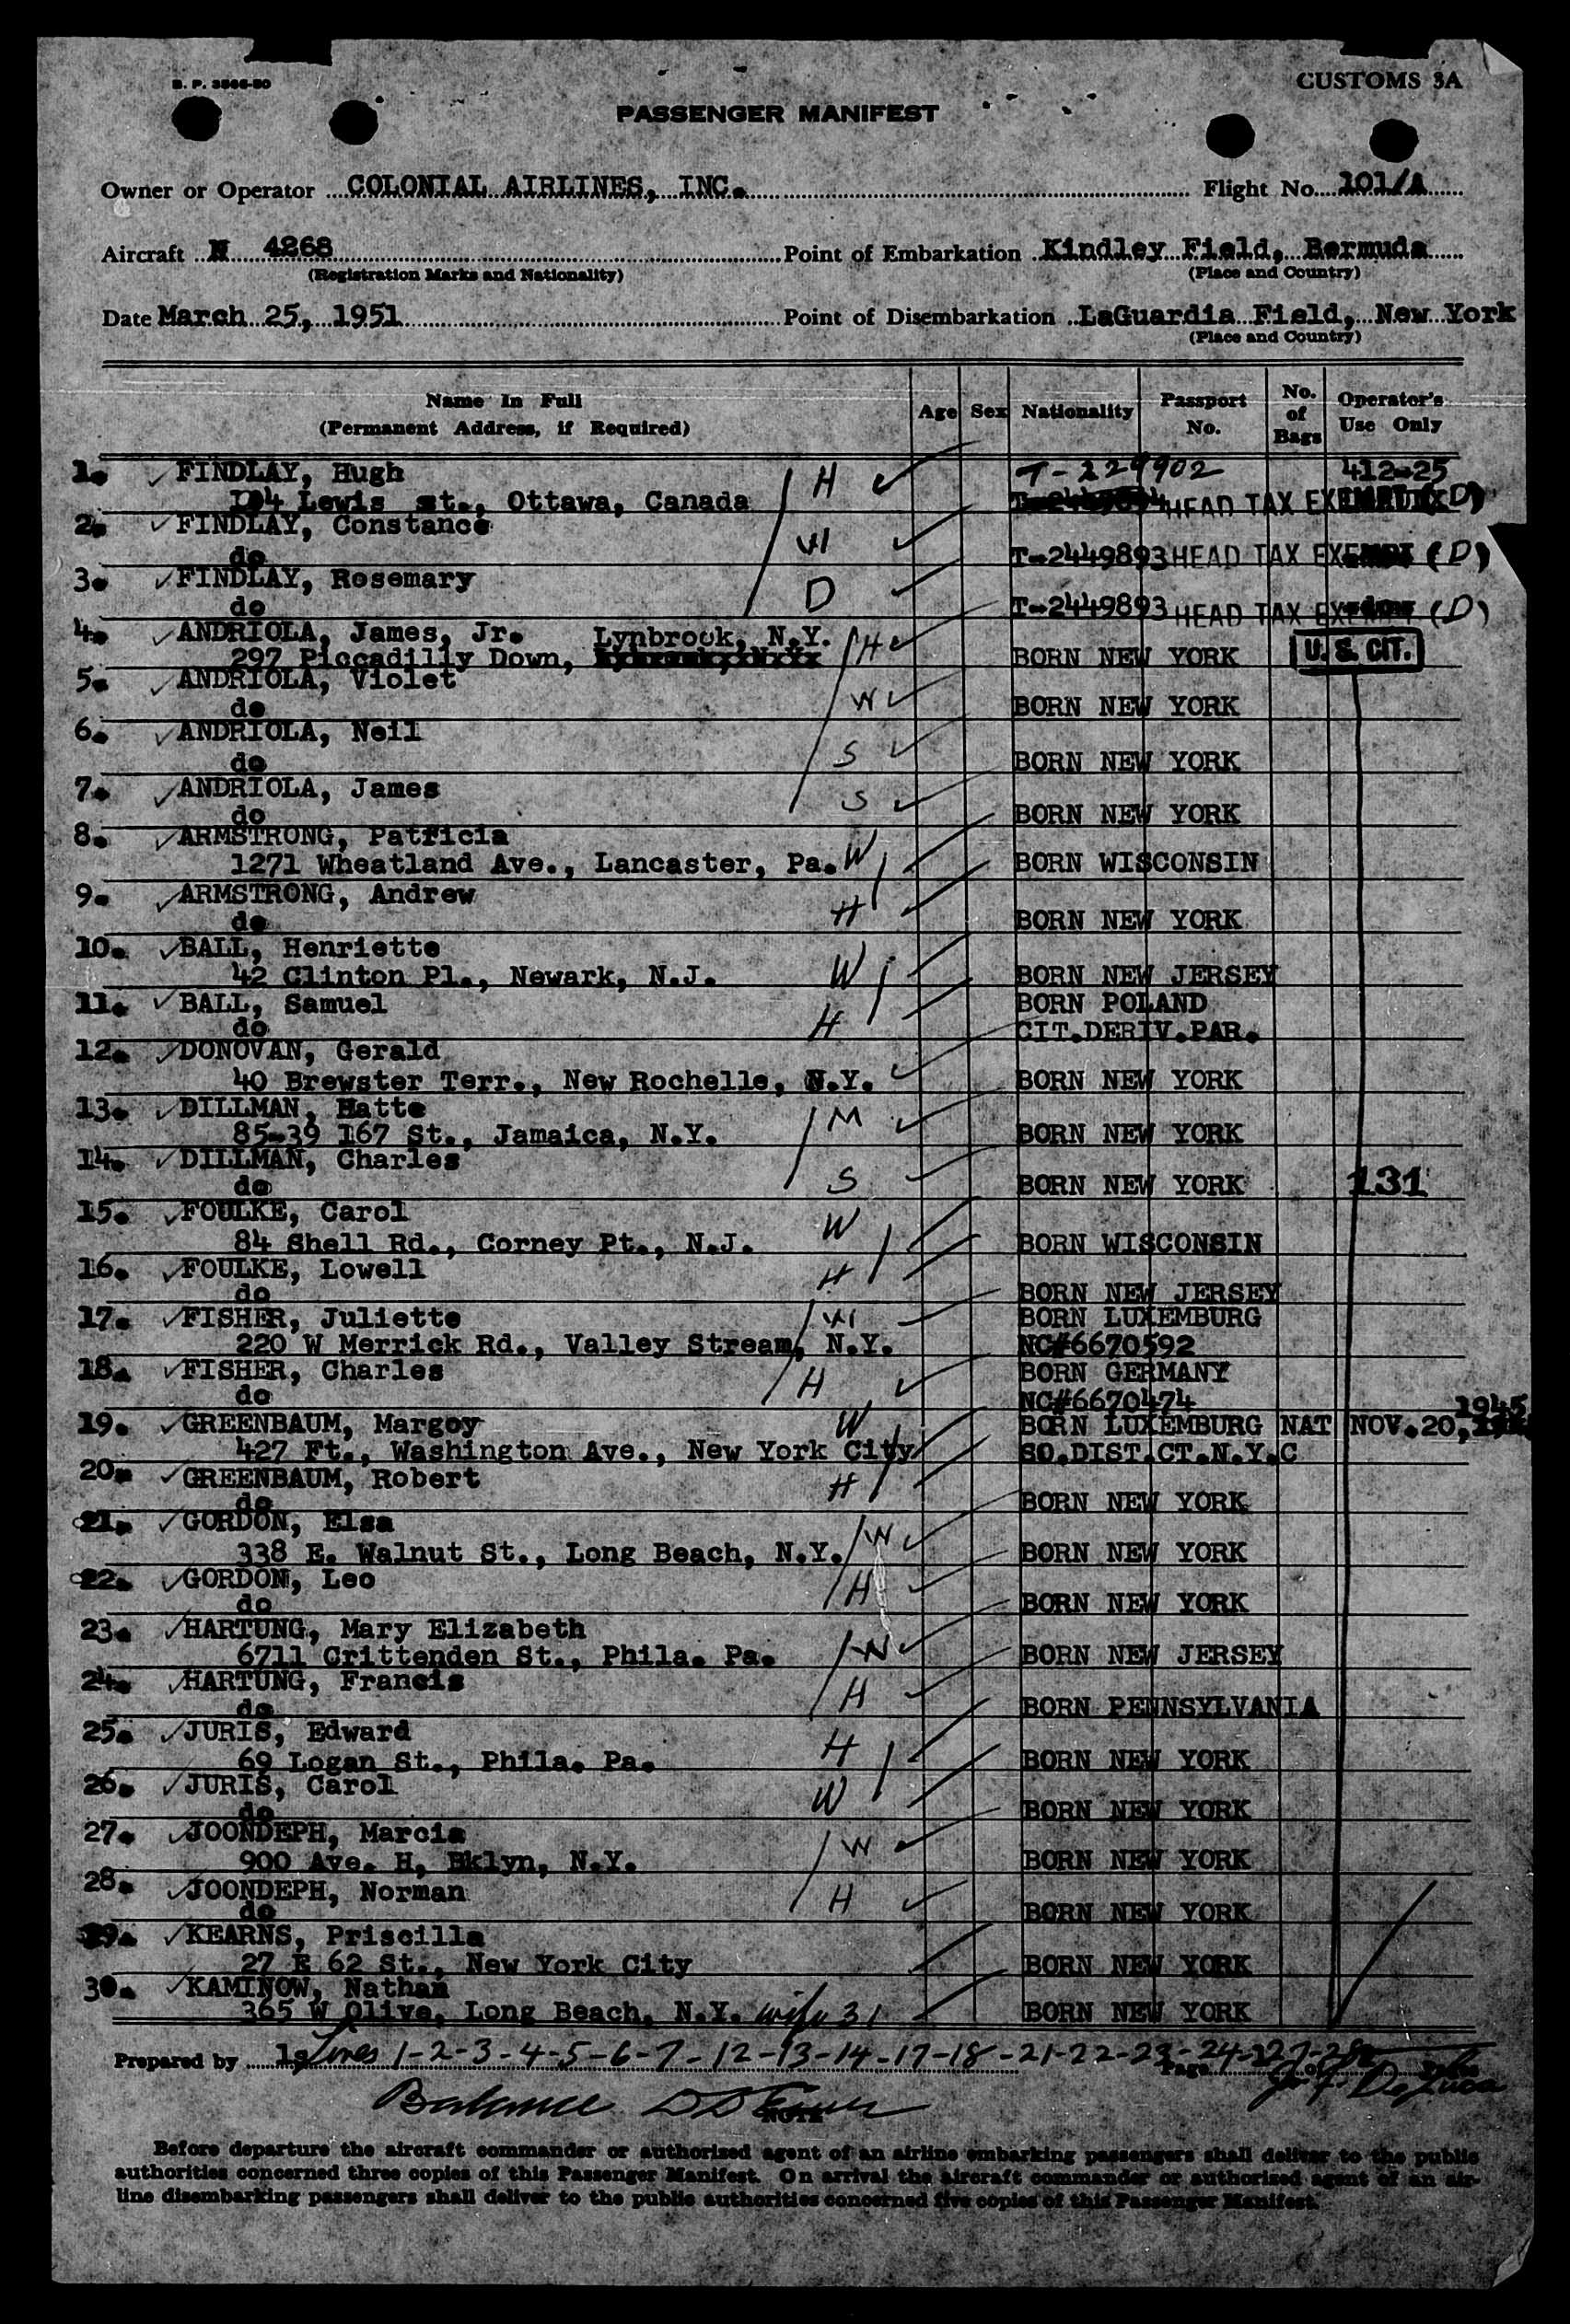 CUSTOMS 3A
PASSENGER MANIFEST
Owner or Operator COLONIAL AIRLINES, INC. Flight No. 101/A
Aircraft N 4268 Point of Embarkation Kindley Field, Bermuda
(Registration Marks and Nationality) (Place and Country)
Date March 25, 1951 Point of Disembarkation LaGuardia Field, New York
(Place and Country)
Name In Full (Permanent Address, if Required) Age Sex Nationality Passport No. No. of Bags Operator's Use Only
1. FINDLAY, Hugh H T-229902 412-25
Lewis st., Ottawa, Canada HEAD TAX EXEMPT (D)
2. FINDLAY, Constance W
do T-2449893 HEAD TAX EXEMPT (D)
3. FINDLAY, Rosemary D
do T-2449893 HEAD TAX EXEMPT (D)
4. ANDRIOLA, James, Jr. Lynbrook, N.Y. H U.S. CIT.
297 Piccadilly Down, BORN NEW YORK
5. ANDRIOLA, Violet W
do BORN NEW YORK
6. ANDRIOLA, Neil S
do BORN NEW YORK
7. ANDRIOLA, James S
do BORN NEW YORK
8. ARMSTRONG, Patricia W
1271 Wheatland Ave., Lancaster, Pa. BORN WISCONSIN
9. ARMSTRONG, Andrew H
do BORN NEW YORK
10. BALL, Henriette W
42 Clinton Pl., Newark, N.J. BORN NEW JERSEY
11. BALL, Samuel H BORN POLAND
do CIT.DERIV.PAR.
12. DONOVAN, Gerald
40 Brewster Terr., New Rochelle, N.Y. BORN NEW YORK
13. DILLMAN, Hatte M
85-39 167 St., Jamaica, N.Y. BORN NEW YORK
14. DILLMAN, Charles S
do BORN NEW YORK 131
15. FOULKE, Carol W
84 Shell Rd., Corney Pt., N.J. BORN WISCONSIN
16. FOULKE, Lowell H
do BORN NEW JERSEY
17. FISHER, Juliette W BORN LUXEMBURG
220 W Merrick Rd., Valley Stream, N.Y. NC#6670592
18. FISHER, Charles H BORN GERMANY
do NC#6670474
19. GREENBAUM, Margoy W BORN LUXEMBURG NAT NOV.20, 1945
427 Ft., Washington Ave., New York City SO.DIST.CT.N.Y.C
20. GREENBAUM, Robert H
do BORN NEW YORK
21. GORDON, Elsa W
338 E. Walnut St., Long Beach, N.Y. BORN NEW YORK
22. GORDON, Leo H
do BORN NEW YORK
23. HARTUNG, Mary Elizabeth W
6711 Crittenden St., Phila. Pa. BORN NEW JERSEY
24. HARTUNG, Francis H
do BORN PENNSYLVANIA
25. JURIS, Edward H
69 Logan St., Phila. Pa. BORN NEW YORK
26. JURIS, Carol W
do BORN NEW YORK
27. JOONDEPH, Marcia W
900 Ave. H, Bklyn, N.Y. BORN NEW YORK
28. JOONDEPH, Norman H
do BORN NEW YORK
29. KEARNS, Priscilla
27 E 62 St., New York City BORN NEW YORK
30. KAMINOW, Nathan
365 W Olive, Long Beach, N.Y. wife 31 BORN NEW YORK
Prepared by Lines 1-2-3-4-5-6-7-12-13-14-17-18-21-22-23-24-27-28 Page
Balance
NOTE
Before departure the aircraft commander or authorized agent of an airline embarking passengers shall deliver to the public
authorities concerned three copies of this Passenger Manifest. On arrival the aircraft commander or authorized agent of an air-
line disembarking passengers shall deliver to the public authorities concerned five copies of this Passenger Manifest.